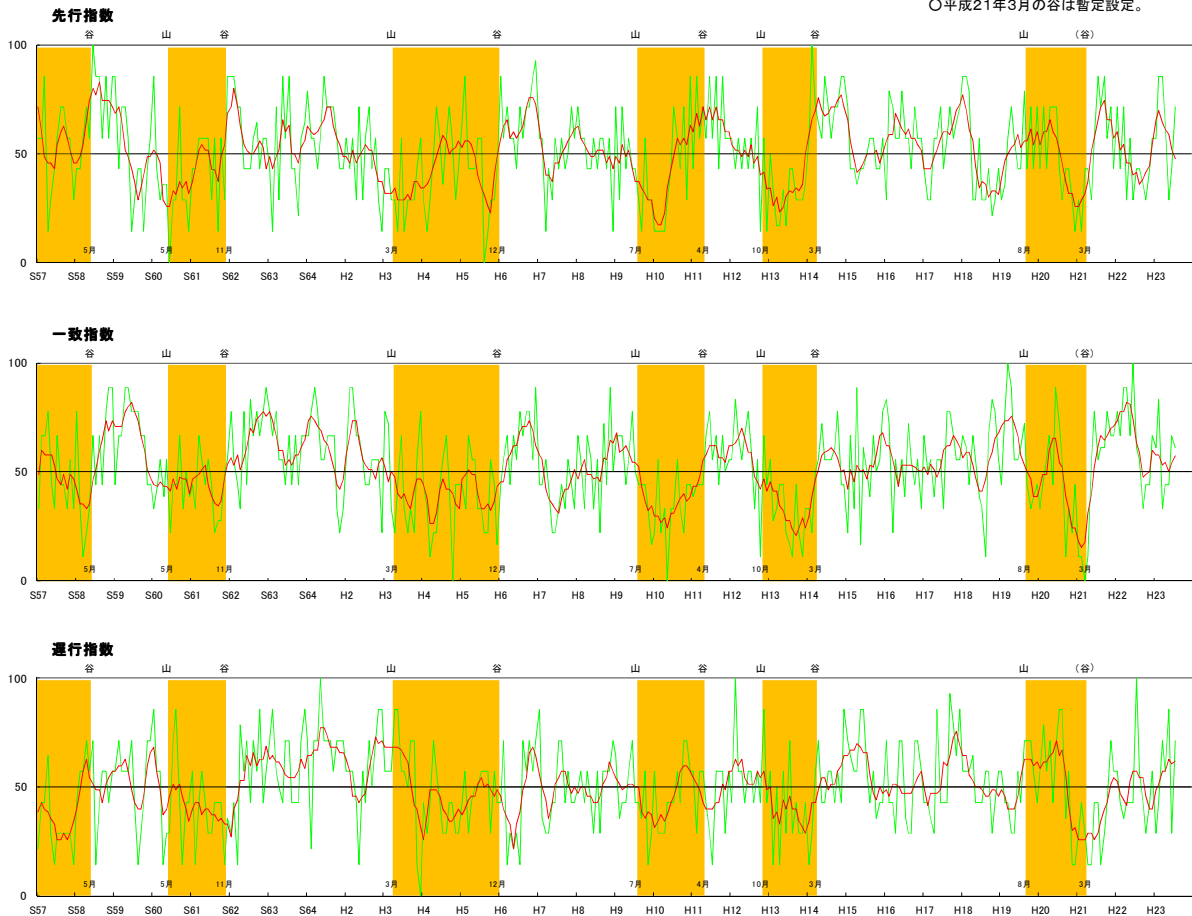 〇平成21年3月の谷は暫定設定。
先行指数
谷 山 谷 山 谷 山 谷 山 谷 山 (谷)
100
50
5月 5月 11月 3月 12月 7月 4月 10月 3月 8月 3月
0
S57 S58 S59 S60 S61 S62 S63 S64 H2 H3 H4 H5 H6 H7 H8 H9 H10 H11 H12 H13 H14 H15 H16 H17 H18 H19 H20 H21 H22 H23
一致指数
谷 山 谷 山 谷 山 谷 山 谷 山 (谷)
100
50
5月 5月 11月 3月 12月 7月 4月 10月 3月 8月 3月
0
S57 S58 S59 S60 S61 S62 S63 S64 H2 H3 H4 H5 H6 H7 H8 H9 H10 H11 H12 H13 H14 H15 H16 H17 H18 H19 H20 H21 H22 H23
遅行指数
谷 山 谷 山 谷 山 谷 山 谷 山 (谷)
100
50
5月 5月 11月 3月 12月 7月 4月 10月 3月 8月 3月
0
S57 S58 S59 S60 S61 S62 S63 S64 H2 H3 H4 H5 H6 H7 H8 H9 H10 H11 H12 H13 H14 H15 H16 H17 H18 H19 H20 H21 H22 H23